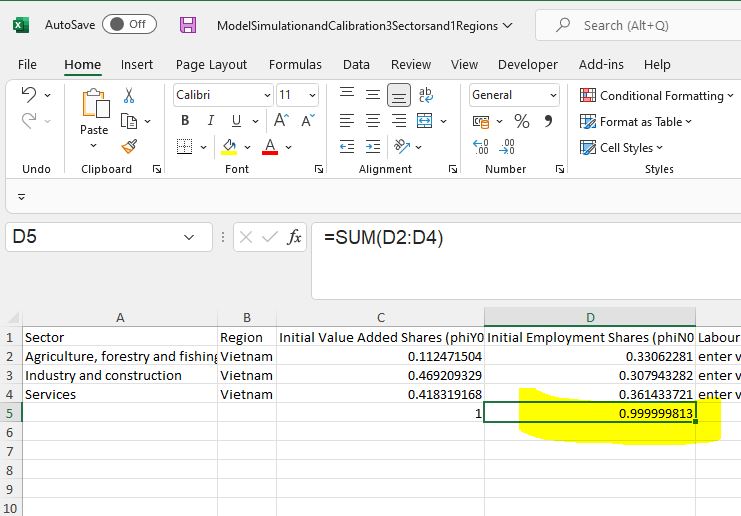 AutoSave Off ModelSimulationandCalibration3Sectorsand1Regions Search (Alt+Q)
File Home Insert Page Layout Formulas Data Review View Developer Add-ins Help
Calibri 11 A A ab General Conditional Formatting
Paste B I U A % Format as Table
Cell Styles
Undo Clipboard Font Alignment Number Styles
D5 fx =SUM(D2:D4)
A B C D
1 Sector Region Initial Value Added Shares (phiY0 Initial Employment Shares (phiN0 Labour
2 Agriculture, forestry and fishing Vietnam 0.112471504 0.33062281 enter v
3 Industry and construction Vietnam 0.469209329 0.307943282 enter v
4 Services Vietnam 0.418319168 0.361433721 enter v
5 1 0.999999813
6
7
8
9
10